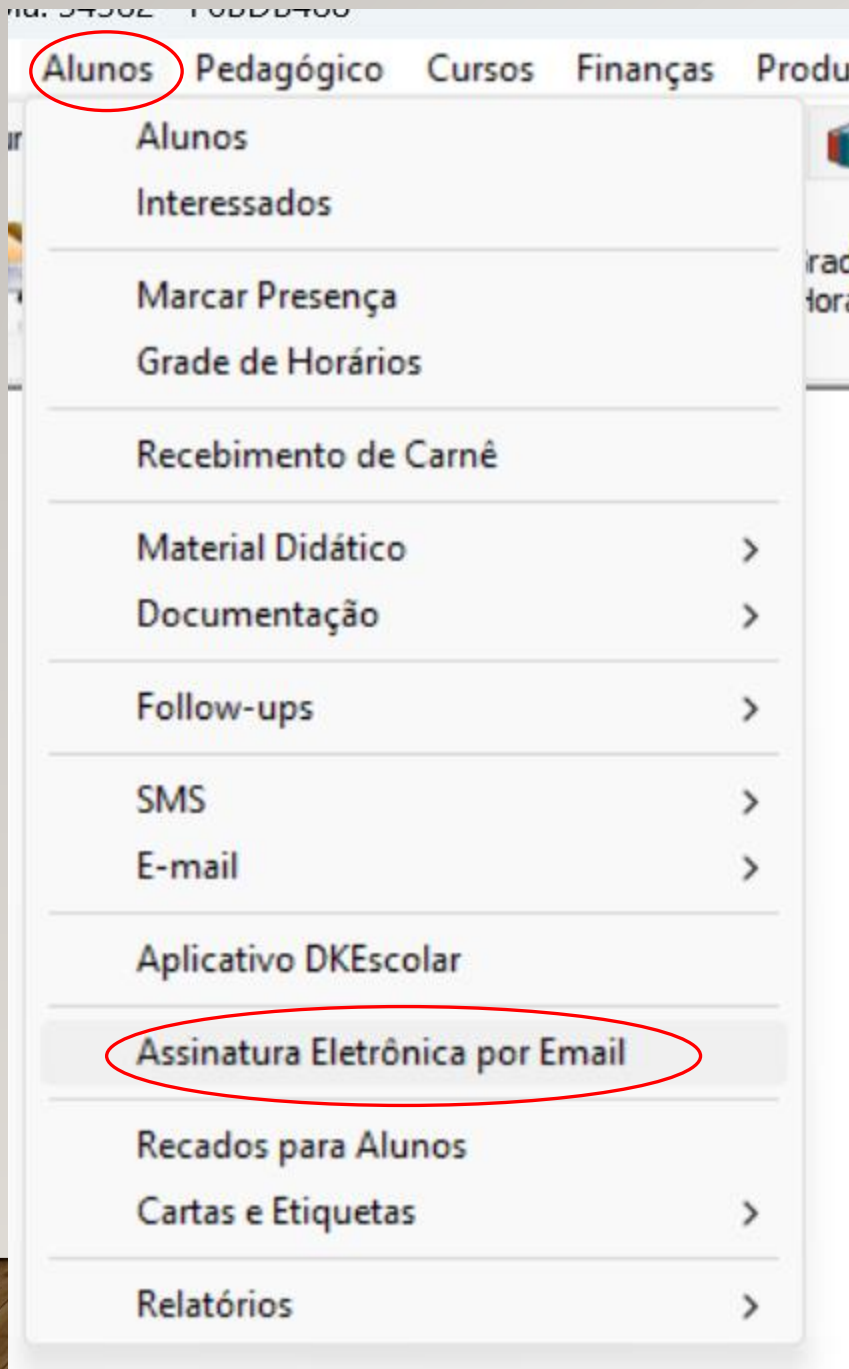 Alunos Pedagógico Cursos Finanças Produ
Alunos
Interessados
Marcar Presença
Grade de Horários
Recebimento de Carnê
Material Didático
Documentação
Follow-ups
SMS
E-mail
Aplicativo DKEscolar
Assinatura Eletrônica por Email
Recados para Alunos
Cartas e Etiquetas
Relatórios